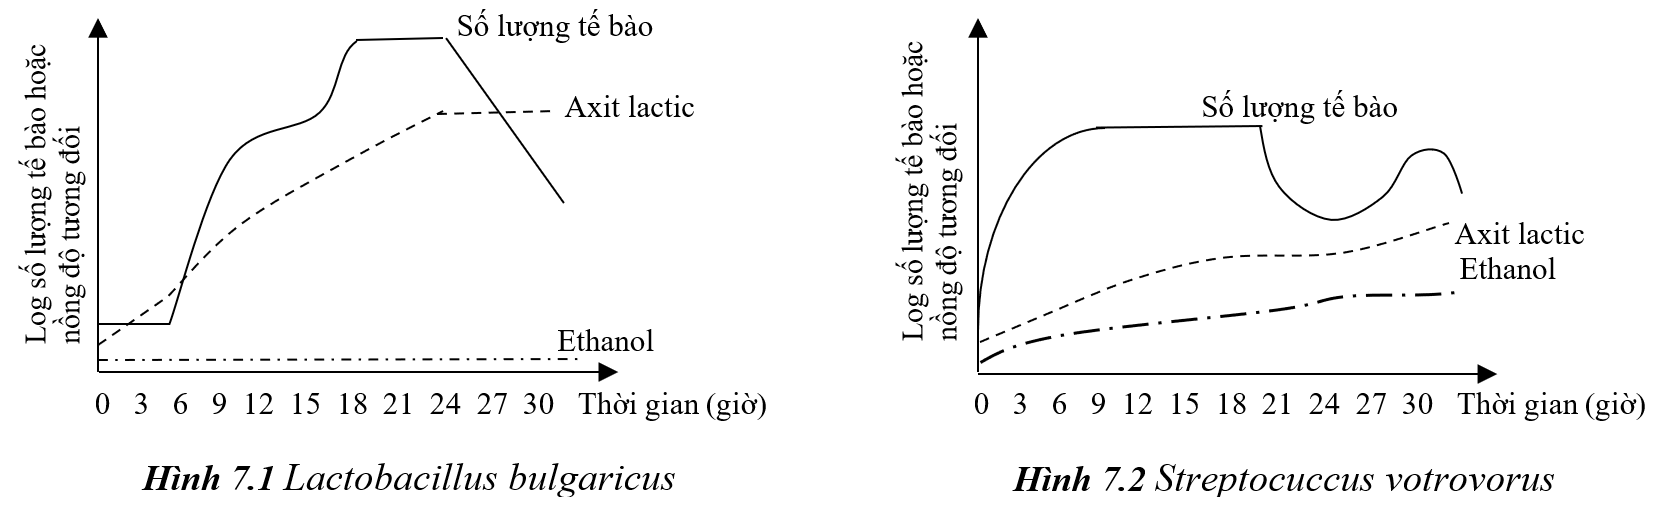 Log số lượng tế bào hoặc
nồng độ tương đối
Số lượng tế bào
Axit lactic
Ethanol
0 3 6 9 12 15 18 21 24 27 30 Thời gian (giờ)
Hình 7.1 Lactobacillus bulgaricus
Log số lượng tế bào hoặc
nồng độ tương đối
Số lượng tế bào
Axit lactic
Ethanol
0 3 6 9 12 15 18 21 24 27 30 Thời gian (giờ)
Hình 7.2 Streptocuccus votrovorus